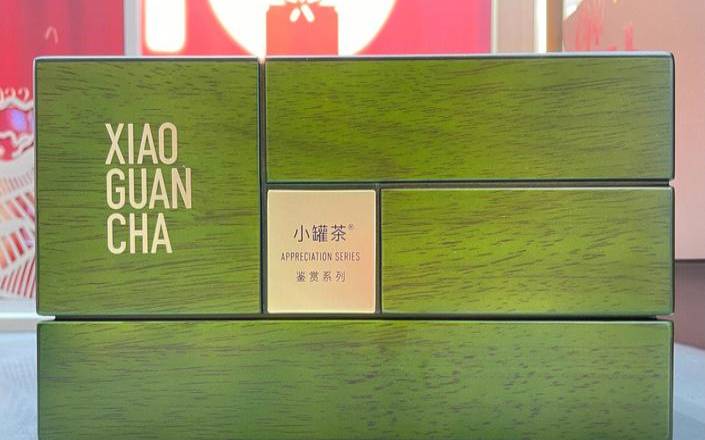 XIAO
GUAN
CHA
小罐茶®
APPRECIATION SERIES
鉴赏系列